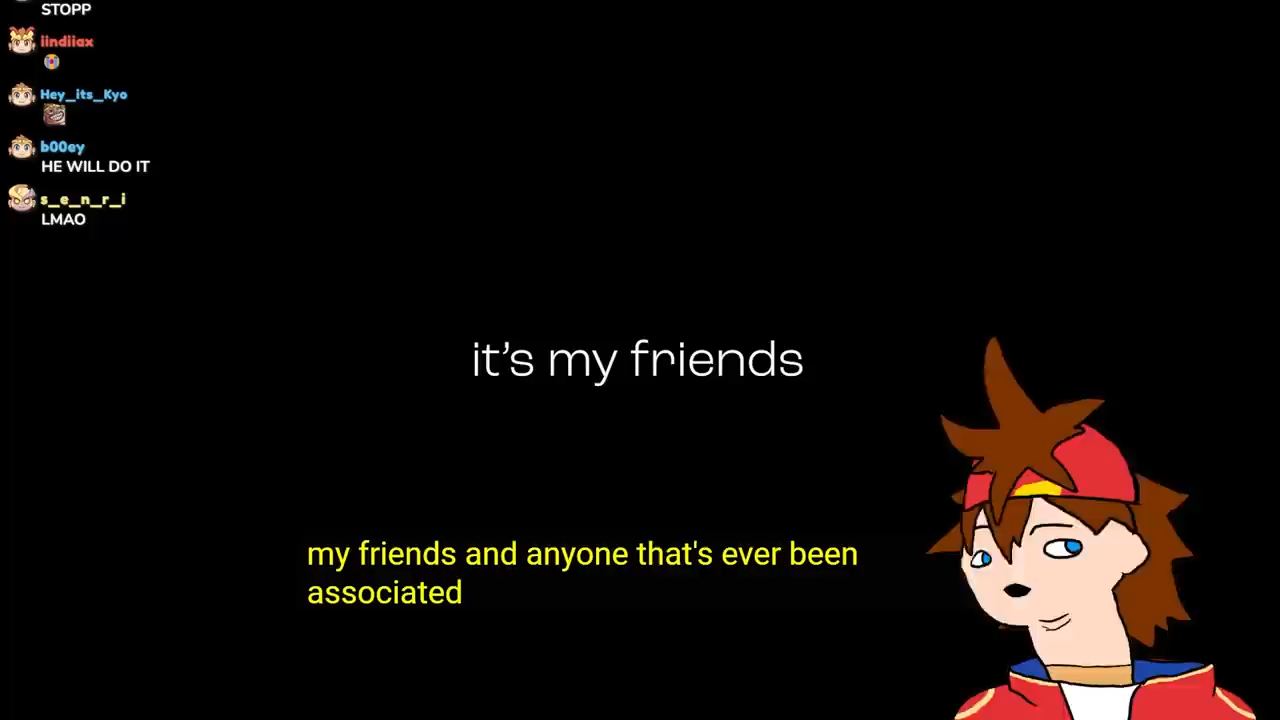 STOPP
iindiiax
Hey_its_Kyo
b00ey
HE WILL DO IT
s_e_n_r_i
LMAO
it's my friends
my friends and anyone that's ever been
associated